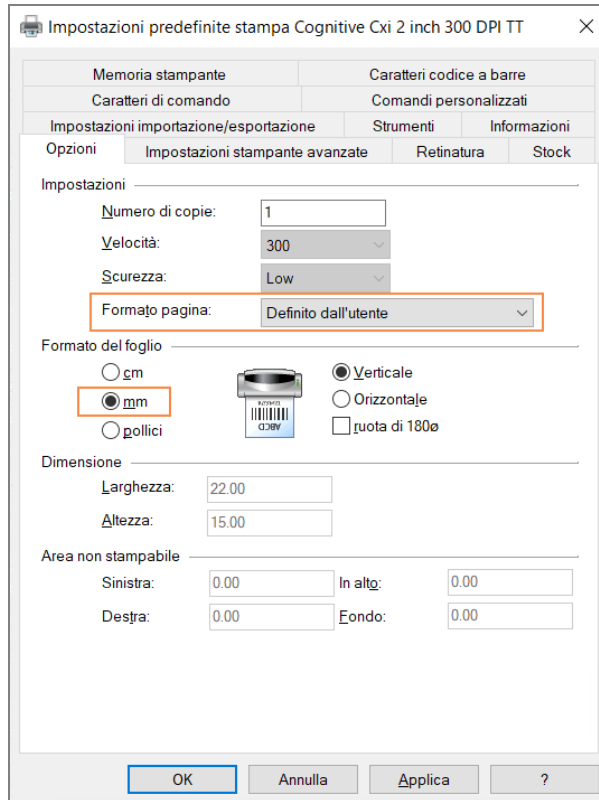 Impostazioni predefinite stampa Cognitive Cxi 2 inch 300 DPI TT
Memoria stampante Caratteri codice a barre
Caratteri di comando Comandi personalizzati
Impostazioni importazione/esportazione Strumenti Informazioni
Opzioni Impostazioni stampante avanzate Retinatura Stock
Impostazioni
Numero di copie: 1
Velocità: 300
Scurezza: Low
Formato pagina: Definito dall'utente
Formato del foglio
cm Verticale
mm Orizzontale
pollici ruota di 180ø
ABCD
Dimensione
Larghezza: 22.00
Altezza: 15.00
Area non stampabile
Sinistra: 0.00 In alto: 0.00
Destra: 0.00 Fondo: 0.00
OK Annulla Applica ?